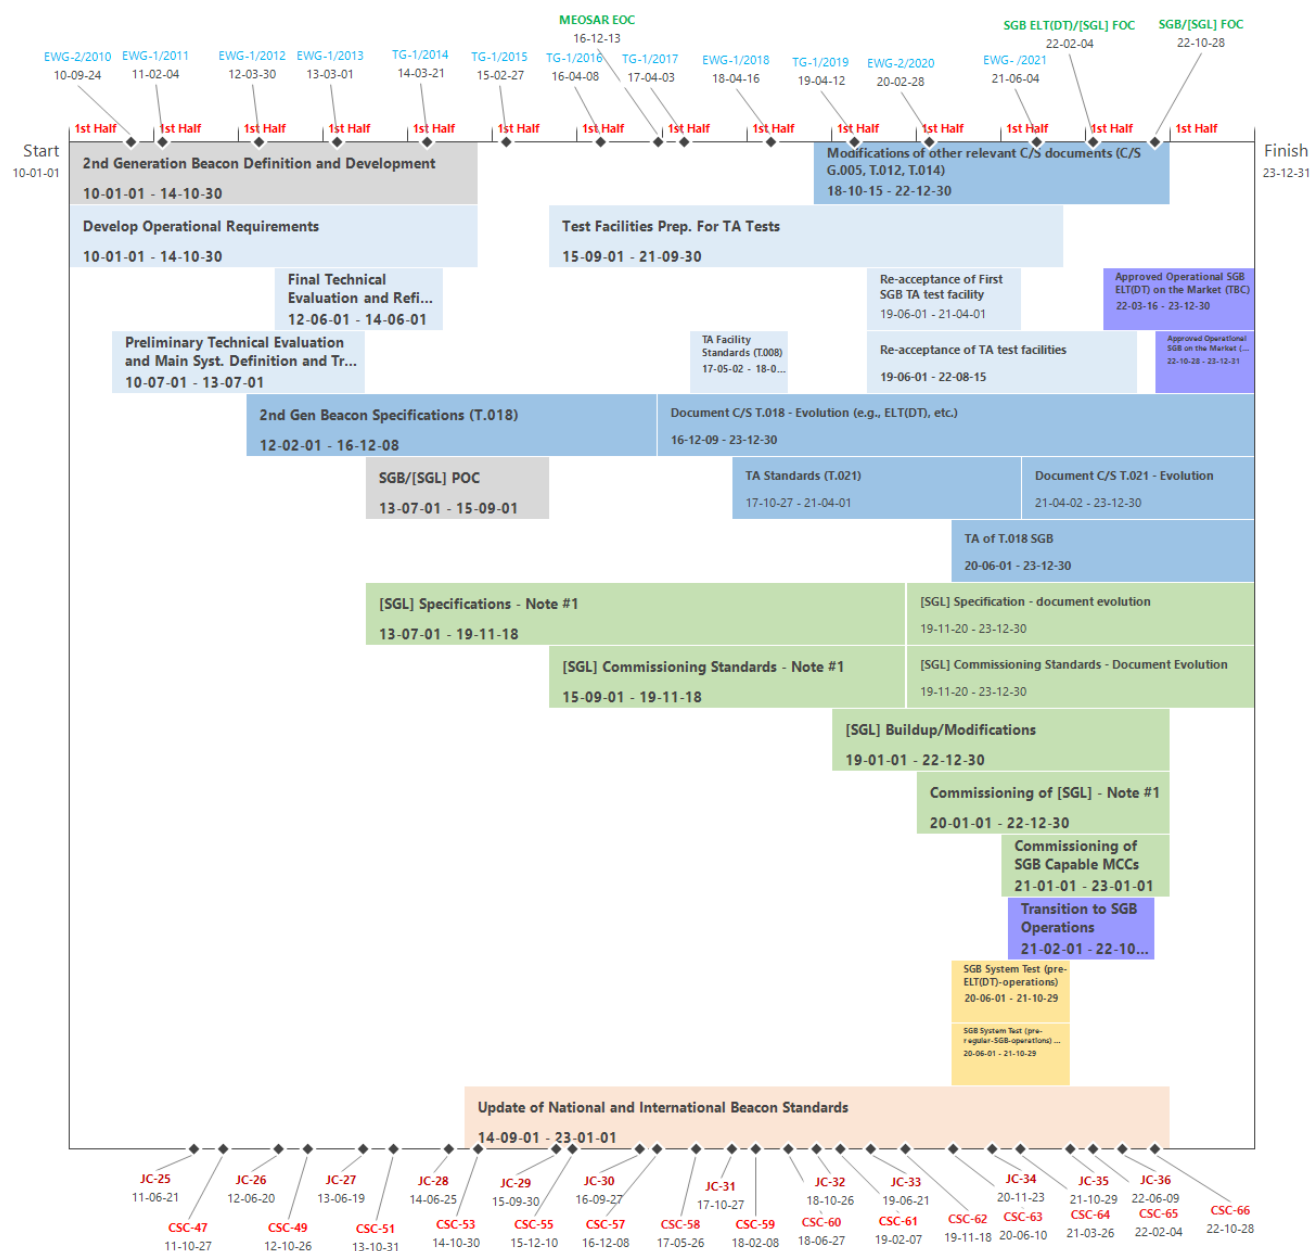 MEOSAR EOC
16-12-13
SGB ELT(DT)/[SGL] FOC
22-02-04
SGB/[SGL] FOC
22-10-28
EWG-2/2010
10-09-24
EWG-1/2011
11-02-04
EWG-1/2012
12-03-30
EWG-1/2013
13-03-01
TG-1/2014
14-03-21
TG-1/2015
15-02-27
TG-1/2016
16-04-08
TG-1/2017
17-04-03
EWG-1/2018
18-04-16
TG-1/2019
19-04-12
EWG-2/2020
20-02-28
EWG- /2021
21-06-04
1st Half
1st Half
1st Half
1st Half
1st Half
1st Half
1st Half
1st Half
1st Half
1st Half
1st Half
1st Half
1st Half
1st Half
Start
10-01-01
Finish
23-12-31
2nd Generation Beacon Definition and Development
10-01-01 - 14-10-30
Modifications of other relevant C/S documents (C/S
G.005, T.012, T.014)
18-10-15 - 22-12-30
Develop Operational Requirements
10-01-01 - 14-10-30
Test Facilities Prep. For TA Tests
15-09-01 - 21-09-30
Final Technical
Evaluation and Refi...
12-06-01 - 14-06-01
Re-acceptance of First
SGB TA test facility
19-06-01 - 21-04-01
Approved Operational SGB
ELT(DT) on the Market (TBC)
22-03-16 - 23-12-30
Preliminary Technical Evaluation
and Main Syst. Definition and Tr...
10-07-01 - 13-07-01
TA Facility
Standards (T.008)
17-05-02 - 18-0...
Re-acceptance of TA test facilities
19-06-01 - 22-08-15
Approved Operational
SGB on the Market (...
22-10-28 - 23-12-31
2nd Gen Beacon Specifications (T.018)
12-02-01 - 16-12-08
Document C/S T.018 - Evolution (e.g., ELT(DT), etc.)
16-12-09 - 23-12-30
SGB/[SGL] POC
13-07-01 - 15-09-01
TA Standards (T.021)
17-10-27 - 21-04-01
Document C/S T.021 - Evolution
21-04-02 - 23-12-30
TA of T.018 SGB
20-06-01 - 23-12-30
[SGL] Specifications - Note #1
13-07-01 - 19-11-18
[SGL] Specification - document evolution
19-11-20 - 23-12-30
[SGL] Commissioning Standards - Note #1
15-09-01 - 19-11-18
[SGL] Commissioning Standards - Document Evolution
19-11-20 - 23-12-30
[SGL] Buildup/Modifications
19-01-01 - 22-12-30
Commissioning of [SGL] - Note #1
20-01-01 - 22-12-30
Commissioning of
SGB Capable MCCs
21-01-01 - 23-01-01
Transition to SGB
Operations
21-02-01 - 22-10...
SGB System Test (pre-
ELT(DT)-operations)
20-06-01 - 21-10-29
SGB System Test (pre-
regular-SGB-operations) ...
20-06-01 - 21-10-29
Update of National and International Beacon Standards
14-09-01 - 23-01-01
JC-25
11-06-21
JC-26
12-06-20
JC-27
13-06-19
JC-28
14-06-25
JC-29
15-09-30
JC-30
16-09-27
JC-31
17-10-27
JC-32
18-10-26
JC-33
19-06-21
JC-34
20-11-23
JC-35
21-10-29
JC-36
22-06-09
CSC-47
11-10-27
CSC-49
12-10-26
CSC-51
13-10-31
CSC-53
14-10-30
CSC-55
15-12-10
CSC-57
16-12-08
CSC-58
17-05-26
CSC-59
18-02-08
CSC-60
18-06-27
CSC-61
19-02-07
CSC-62
19-11-18
CSC-63
20-06-10
CSC-64
21-03-26
CSC-65
22-02-04
CSC-66
22-10-28